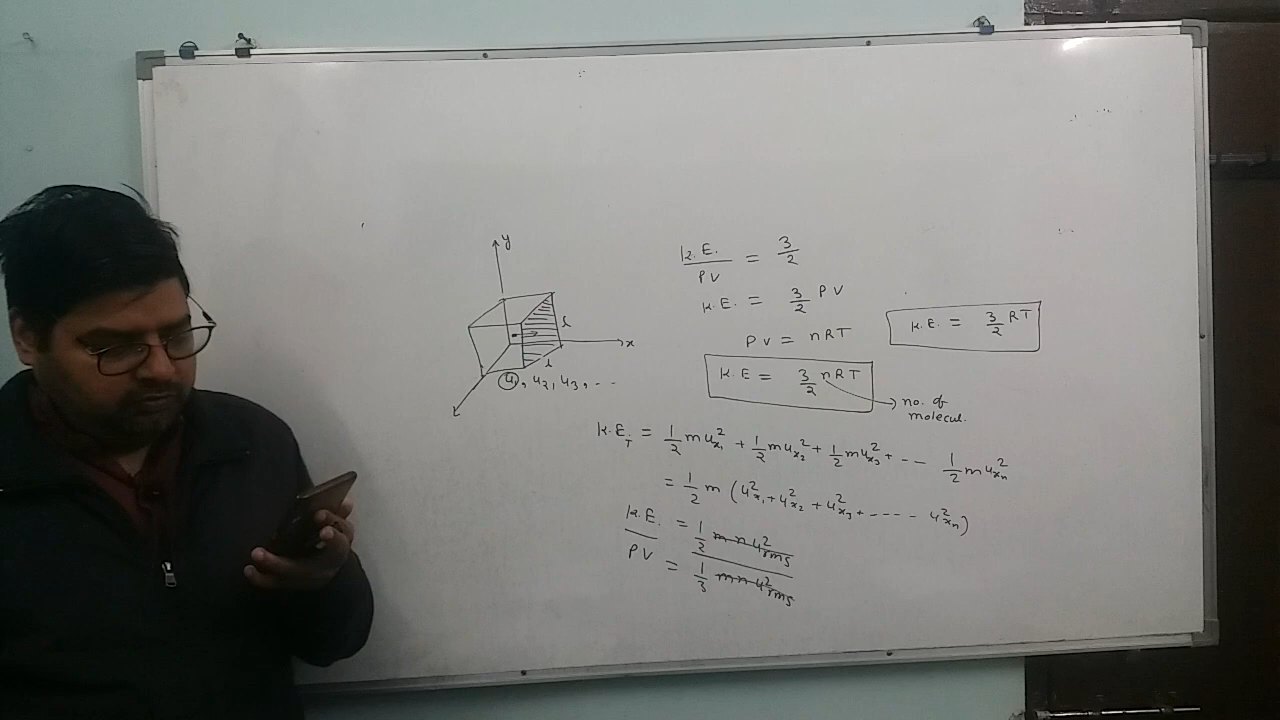 y
l
x
l
u₁, u₂, u₃, ...
K.E. / PV = 3/2
K.E. = 3/2 PV
PV = nRT
K.E = 3/2 nRT
no. of
molecul.
K.E. = 3/2 RT
K.E_T = 1/2 mu²ₓ₁ + 1/2 mu²ₓ₂ + 1/2 mu²ₓ₃ + --- 1/2 mu²ₓₙ
= 1/2 m (u²ₓ₁ + u²ₓ₂ + u²ₓ₃ + ----- u²ₓₙ)
K.E. = 1/2 m n u²rms
PV = 1/3 m n u²rms